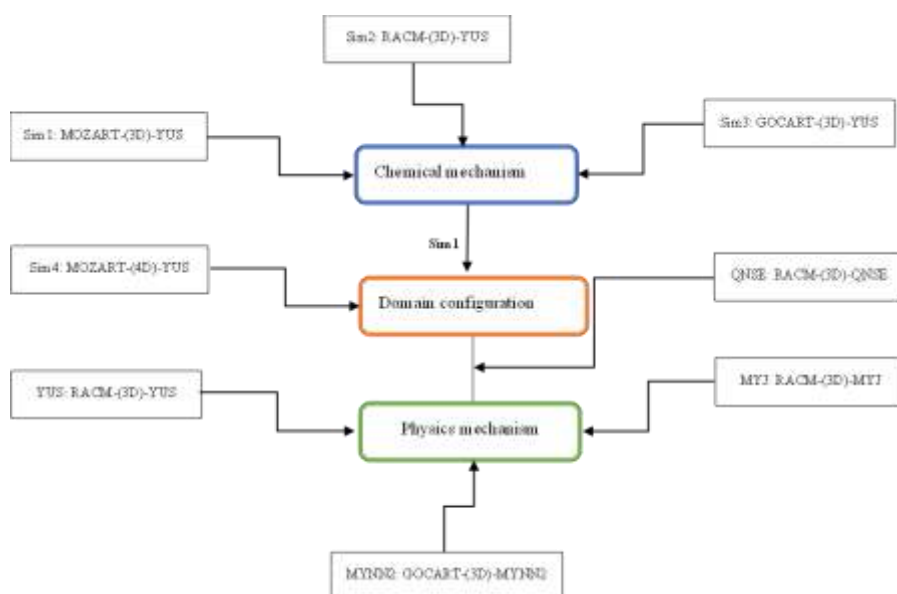 Sim2: RACM-(3D)-YUS
Sim1: MOZART-(3D)-YUS
Sim3: GOCART-(3D)-YUS
Chemical mechanism
Sim1
Sim4: MOZART-(4D)-YUS
QNSE: RACM-(3D)-QNSE
Domain configuration
YUS: RACM-(3D)-YUS
MYJ: RACM-(3D)-MYJ
Physics mechanism
MYNN2: GOCART-(3D)-MYNN2